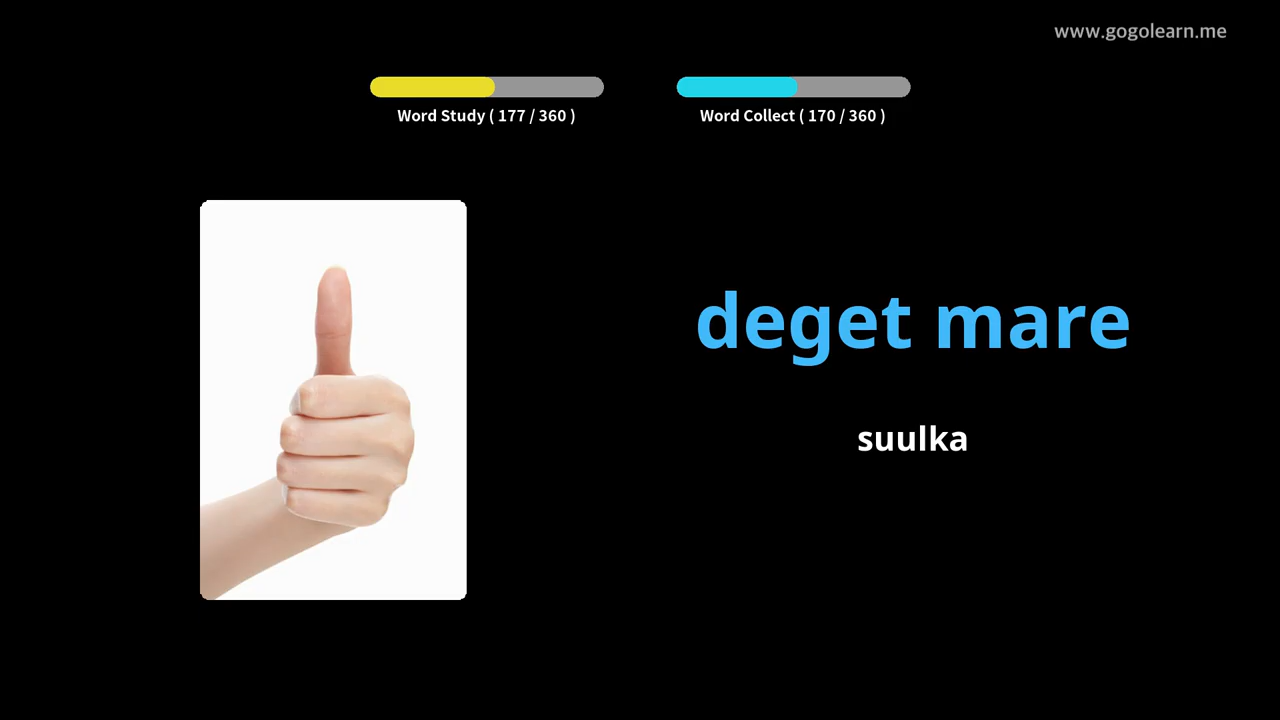 www.gogolearn.me
Word Study ( 177 / 360 )
Word Collect ( 170 / 360 )
deget mare
suulka